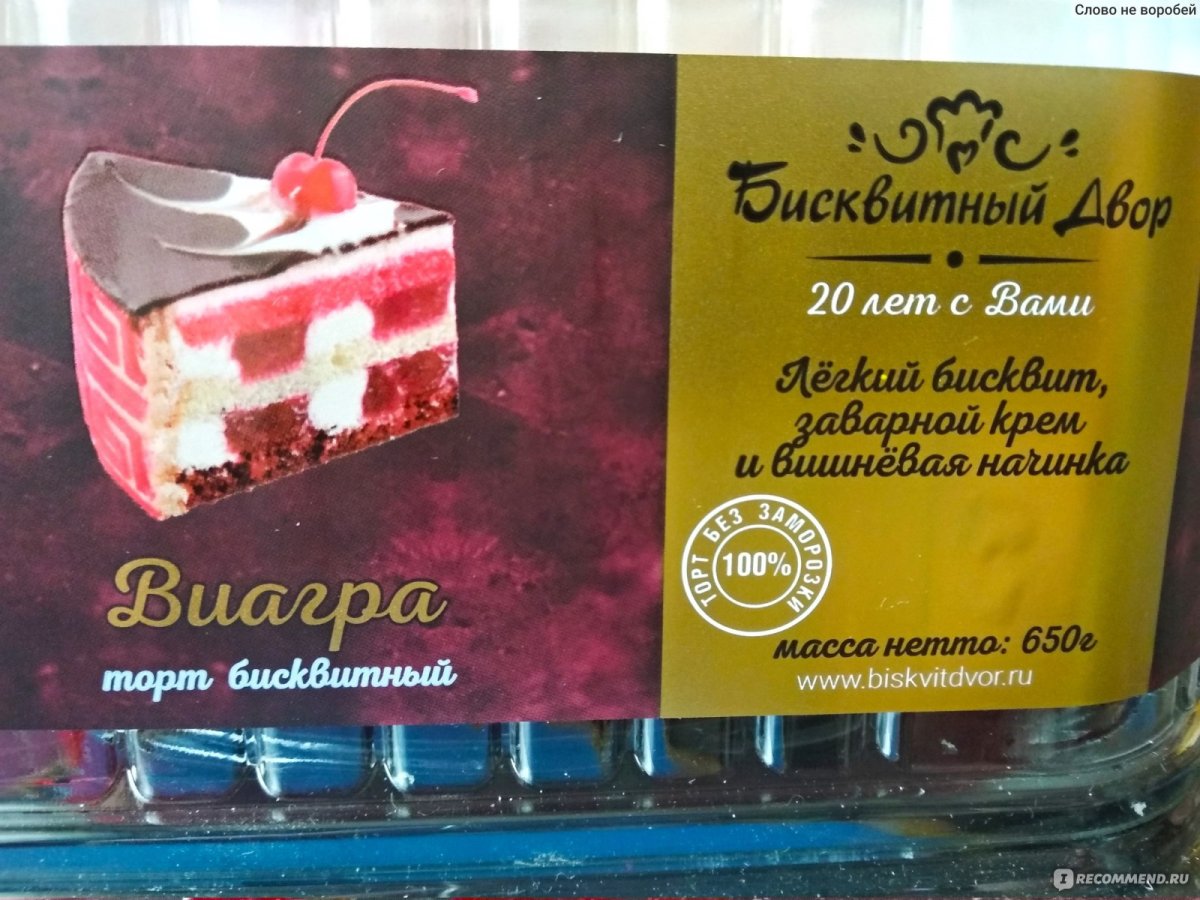 Слово не воробей
Бисквитный Двор
20 лет с Вами
Лёгкий бисквит,
заварной крем
и вишнёвая начинка
ТОРТ БЕЗ ЗАМОРОЗКИ
100%
масса нетто: 650г
www.biskvitdvor.ru
Виагра
торт бисквитный
IRECOMMEND.RU